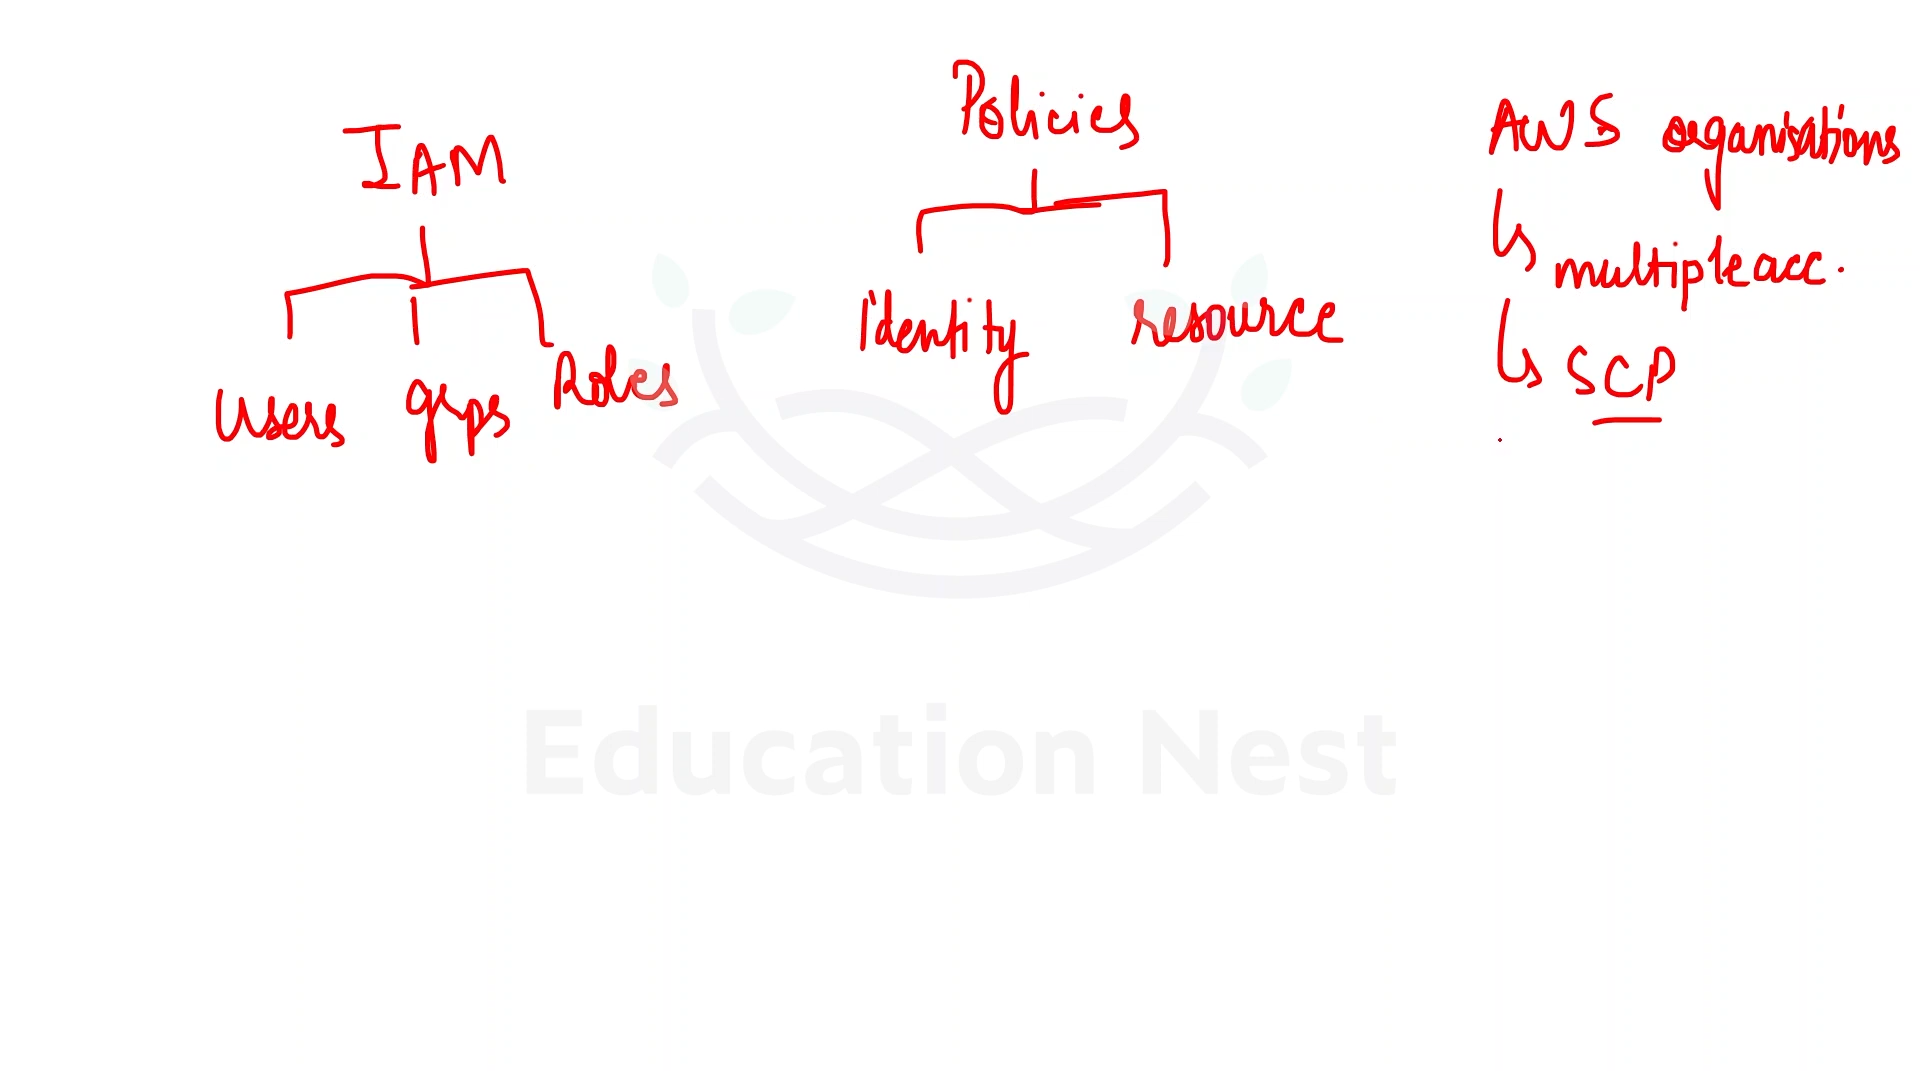 IAM
Users grps Roles
Policies
identity resource
AWS organisations
multiple acc.
SCP
Education Nest